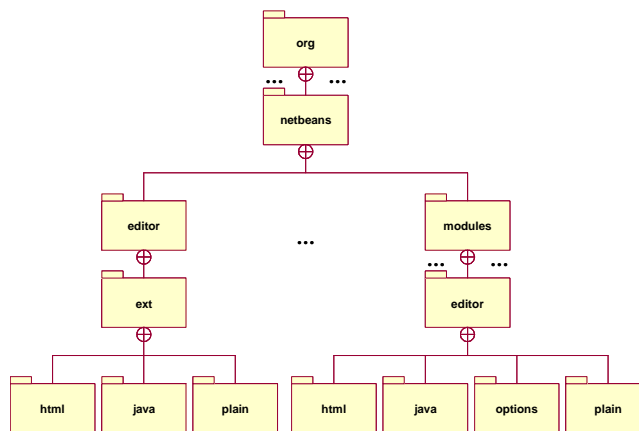 org
... ...
netbeans
editor modules
...
... ...
ext editor
html java plain html java options plain